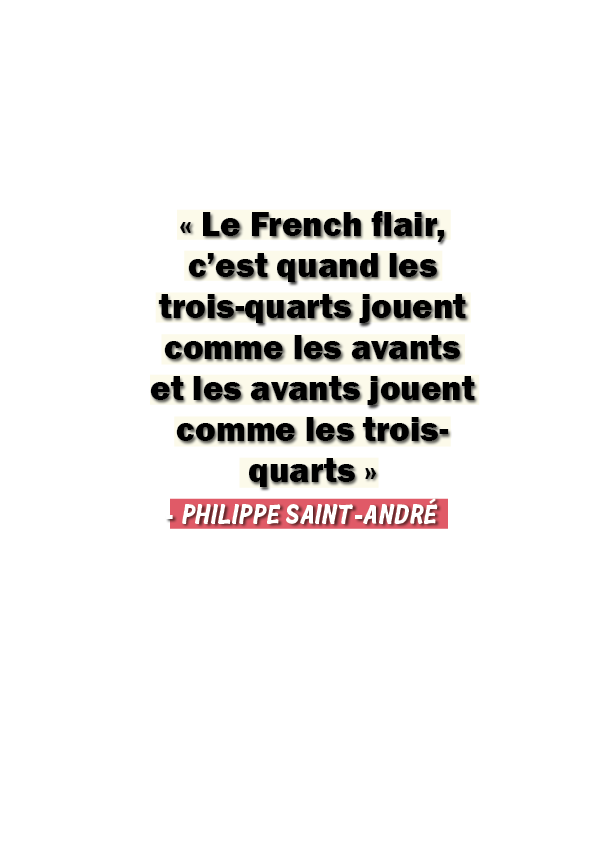 « Le French flair,
c’est quand les
trois-quarts jouent
comme les avants
et les avants jouent
comme les trois-
quarts »
- PHILIPPE SAINT-ANDRÉ